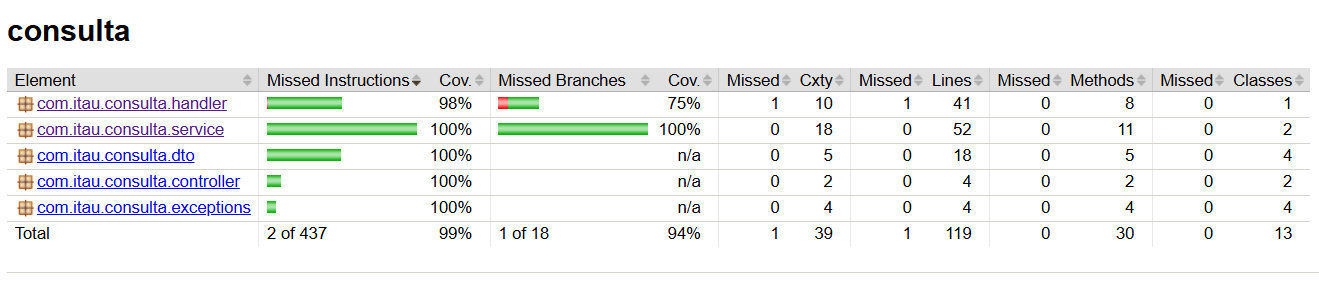 consulta
Element Missed Instructions Cov. Missed Branches Cov. Missed Cxty Missed Lines Missed Methods Missed Classes
com.itau.consulta.handler 98% 75% 1 10 1 41 0 8 0 1
com.itau.consulta.service 100% 100% 0 18 0 52 0 11 0 2
com.itau.consulta.dto 100% n/a 0 5 0 18 0 5 0 4
com.itau.consulta.controller 100% n/a 0 2 0 4 0 2 0 2
com.itau.consulta.exceptions 100% n/a 0 4 0 4 0 4 0 4
Total 2 of 437 99% 1 of 18 94% 1 39 1 119 0 30 0 13